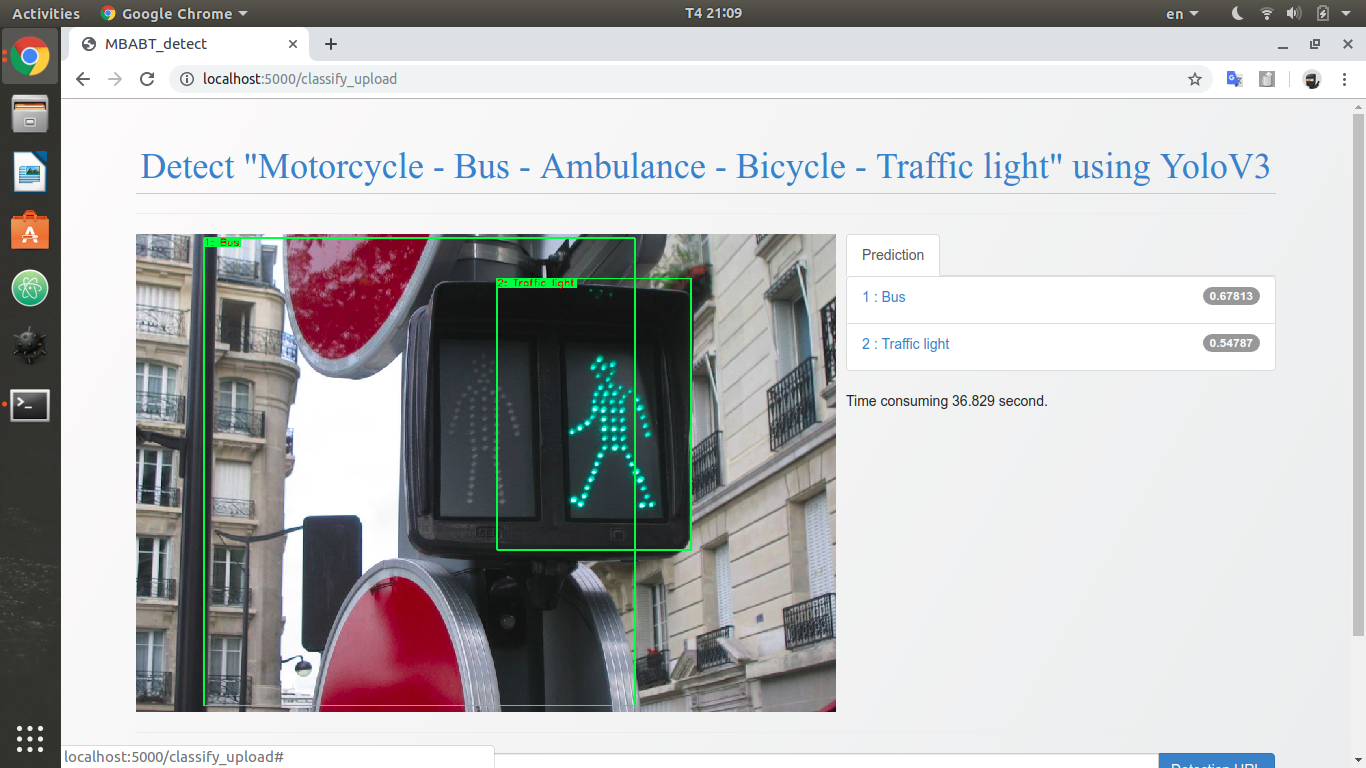 Activities
Google Chrome
T4 21:09
en
MBABT_detect
localhost:5000/classify_upload
Detect "Motorcycle - Bus - Ambulance - Bicycle - Traffic light" using YoloV3
1: Bus
2: Traffic light
Prediction
1 : Bus
0.67813
2 : Traffic light
0.54787
Time consuming 36.829 second.
localhost:5000/classify_upload#
Detection URL